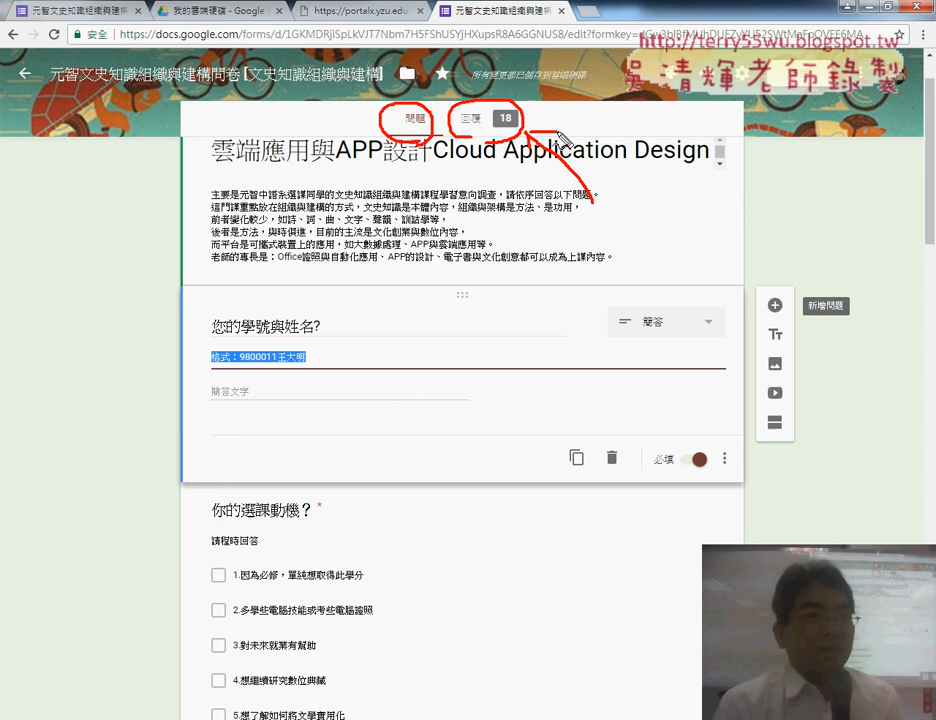 元智文史知識組織與建構
我的雲端硬碟 - Google
https://portalx.yzu.edu
元智文史知識組織與建構
安全
https://docs.google.com/forms/d/1GKMDRjiSpLkVJT7Nbm7H5FShUSYJHXupsR8A6GGNUS8/edit?formkey=
http://terry55wu.blogspot.tw
吳清輝老師錄製
元智文史知識組織與建構問卷 [文史知識組織與建構]
所有變更都已儲存到雲端硬碟
問題
回覆 18
雲端應用與APP設計Cloud Application Design
主要是元智中語系選謀同學的文史知識組織與建構課程學習意向調查，請依序回答以下問題。
這門課重點放在組織與建構的方式，文史知識是本體內容，組織與架構是方法、是功用，
前者變化較少，如詩、詞、曲、文字、聲韻、訓詁學等，
後者是方法，與時俱進，目前的主流是文化創業與數位內容，
而平台是可攜式裝置上的應用，如大數據處理、APP與雲端應用等。
老師的專長是：Office證照與自動化應用、APP的設計、電子書與文化創意都可以成為上課內容。
您的學號與姓名?
簡答
新增問題
格式：9800011王大明
簡答文字
必填
你的選課動機？ *
請程時回答
1.因為必修，單純想取得此學分
2.多學些電腦技能或考些電腦證照
3.對未來就業有幫助
4.想繼續研究數位典藏
5.想了解如何將文學實用化